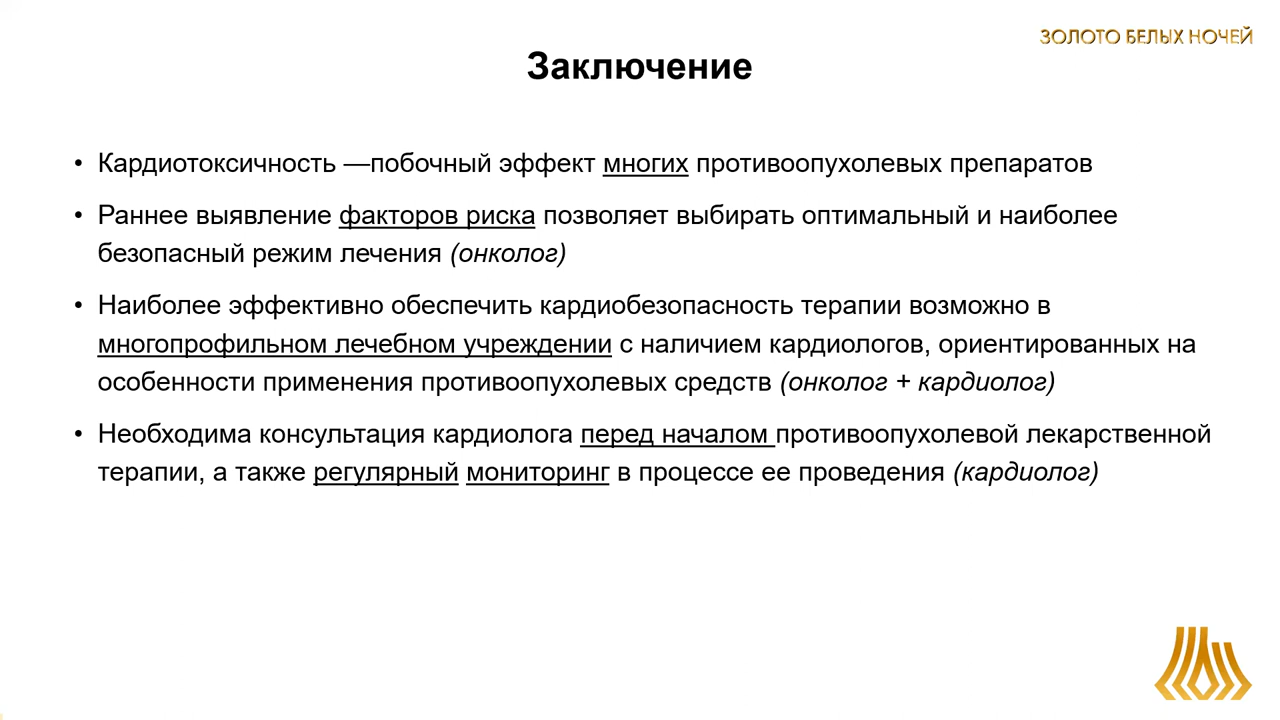 ЗОЛОТО БЕЛЫХ НОЧЕЙ
Заключение
• Кардиотоксичность —побочный эффект многих противоопухолевых препаратов
• Раннее выявление факторов риска позволяет выбирать оптимальный и наиболее
безопасный режим лечения (онколог)
• Наиболее эффективно обеспечить кардиобезопасность терапии возможно в
многопрофильном лечебном учреждении с наличием кардиологов, ориентированных на
особенности применения противоопухолевых средств (онколог + кардиолог)
• Необходима консультация кардиолога перед началом противоопухолевой лекарственной
терапии, а также регулярный мониторинг в процессе ее проведения (кардиолог)